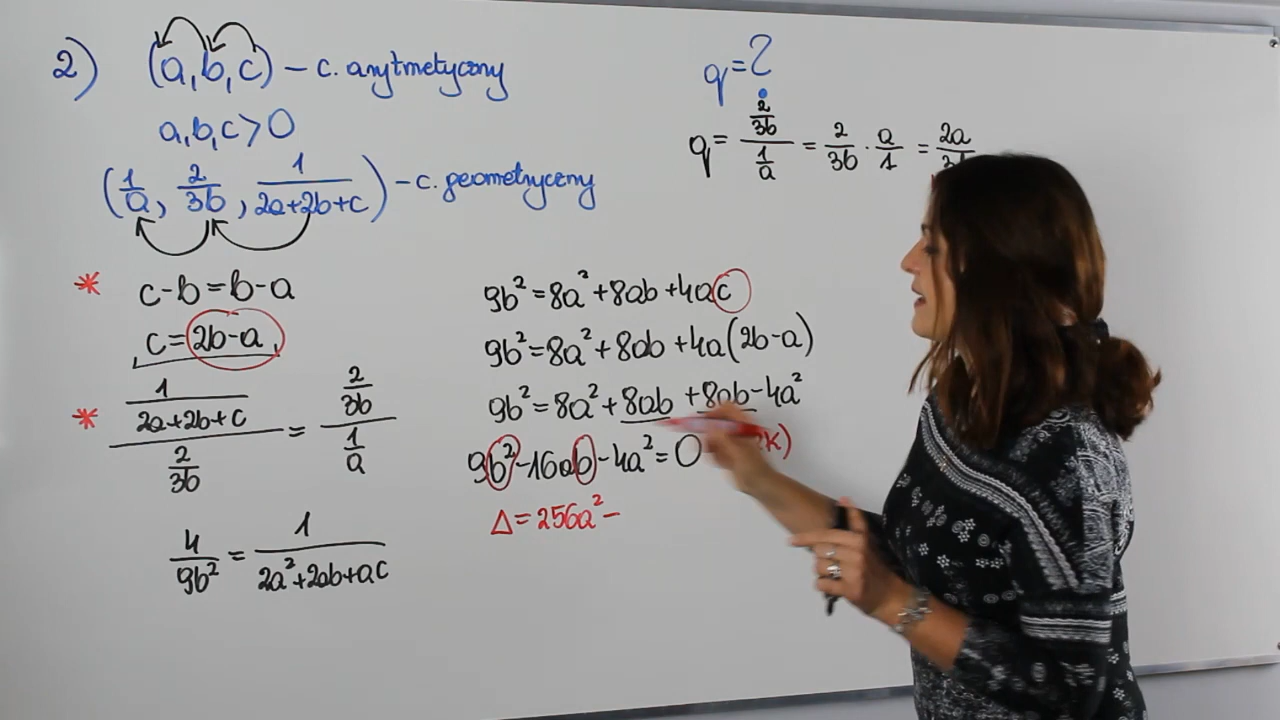 2) (a,b,c) – c. arytmetyczny
a,b,c>0
(1/a, 2/3b, 1/2a+2b+c) – c. geometryczny
* c-b=b-a
c=2b-a
* 1/2a+2b+c / 2/3b = 2/3b / 1/a
4/9b² = 1/2a²+2ab+ac
9b²=8a²+8ab+4ac
9b²=8a²+8ab+4a(2b-a)
9b²=8a²+8ab+8ab-4a²
9b²-16ab-4a²=0
Δ=256a²-
q=?
q= 2/3b / 1/a = 2/3b · a/1 = 2a